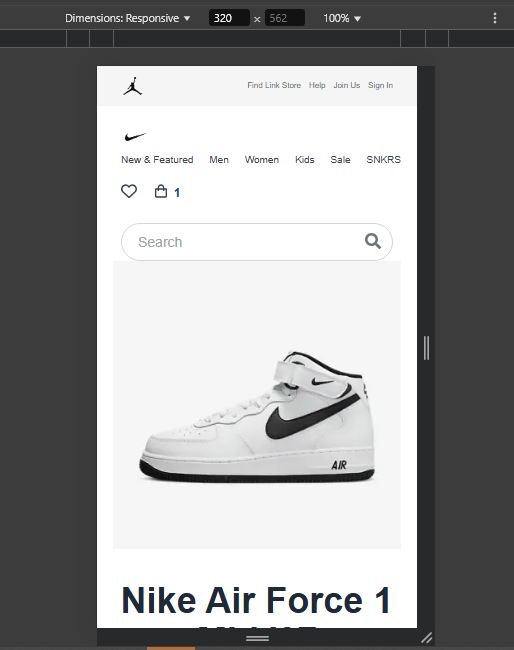 Dimensions: Responsive 320 x 562 100%
Find Link Store Help Join Us Sign In
New & Featured Men Women Kids Sale SNKRS
1
Search
AIR
Nike Air Force 1